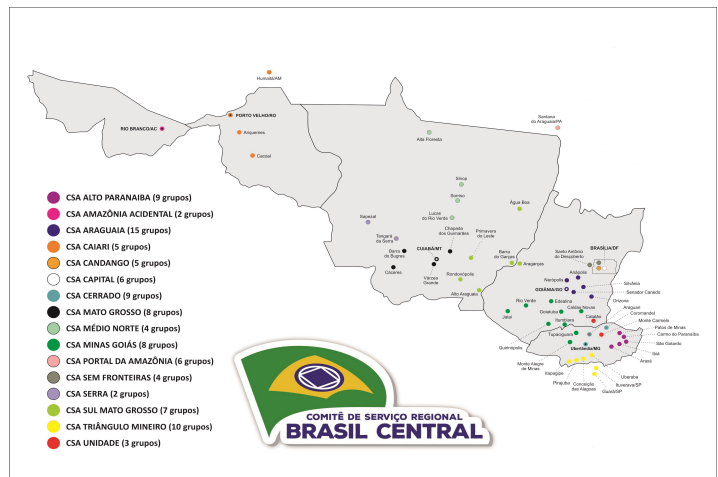 Humaitá/AM
PORTO VELHO/RO
RIO BRANCO/AC
Ariquemes
Cacoal
Santana
do Araguaia/PA
Alta Floresta
Sinop
Sorriso
Lucas
do Rio Verde
Água Boa
Sapezal
Tangará
da Serra
Chapada
dos Guimarães
Primavera
do Leste
CUIABÁ/MT
Barra
do Bugres
Cáceres
Várzea
Grande
Rondonópolis
Alto Araguaia
Barra
do Garças
Aragarças
Santo Antônio
do Descoberto
BRASÍLIA/DF
Anápolis
Nerópolis
GOIÂNIA/GO
Silvânia
Senador Canedo
Orizona
Rio Verde
Edealina
Jataí
Goiatuba
Caldas Novas
Itumbiara
Catalão
Araguari
Coromandel
Monte Carmelo
Patos de Minas
Carmo do Paranaíba
São Gotardo
Ibiá
Araxá
Quirinópolis
Tupaciguara
Uberlândia/MG
Monte Alegre
de Minas
Itapagipe
Pirajuba
Conceição
das Alagoas
Uberaba
Ituverava/SP
Guará/SP
CSA ALTO PARANAIBA (9 grupos)
CSA AMAZÔNIA ACIDENTAL (2 grupos)
CSA ARAGUAIA (15 grupos)
CSA CAIARI (5 grupos)
CSA CANDANGO (5 grupos)
CSA CAPITAL (6 grupos)
CSA CERRADO (9 grupos)
CSA MATO GROSSO (8 grupos)
CSA MÉDIO NORTE (4 grupos)
CSA MINAS GOIÁS (8 grupos)
CSA PORTAL DA AMAZÔNIA (6 grupos)
CSA SEM FRONTEIRAS (4 grupos)
CSA SERRA (2 grupos)
CSA SUL MATO GROSSO (7 grupos)
CSA TRIÂNGULO MINEIRO (10 grupos)
CSA UNIDADE (3 grupos)
COMITÊ DE SERVIÇO REGIONAL
BRASIL CENTRAL